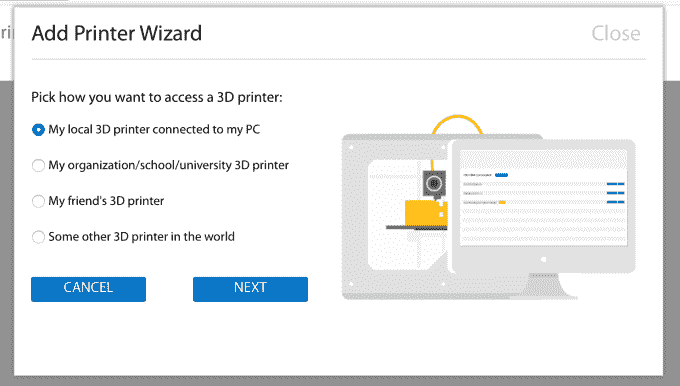 Add Printer Wizard
Close
Pick how you want to access a 3D printer:
My local 3D printer connected to my PC
My organization/school/university 3D printer
My friend's 3D printer
Some other 3D printer in the world
CANCEL
NEXT